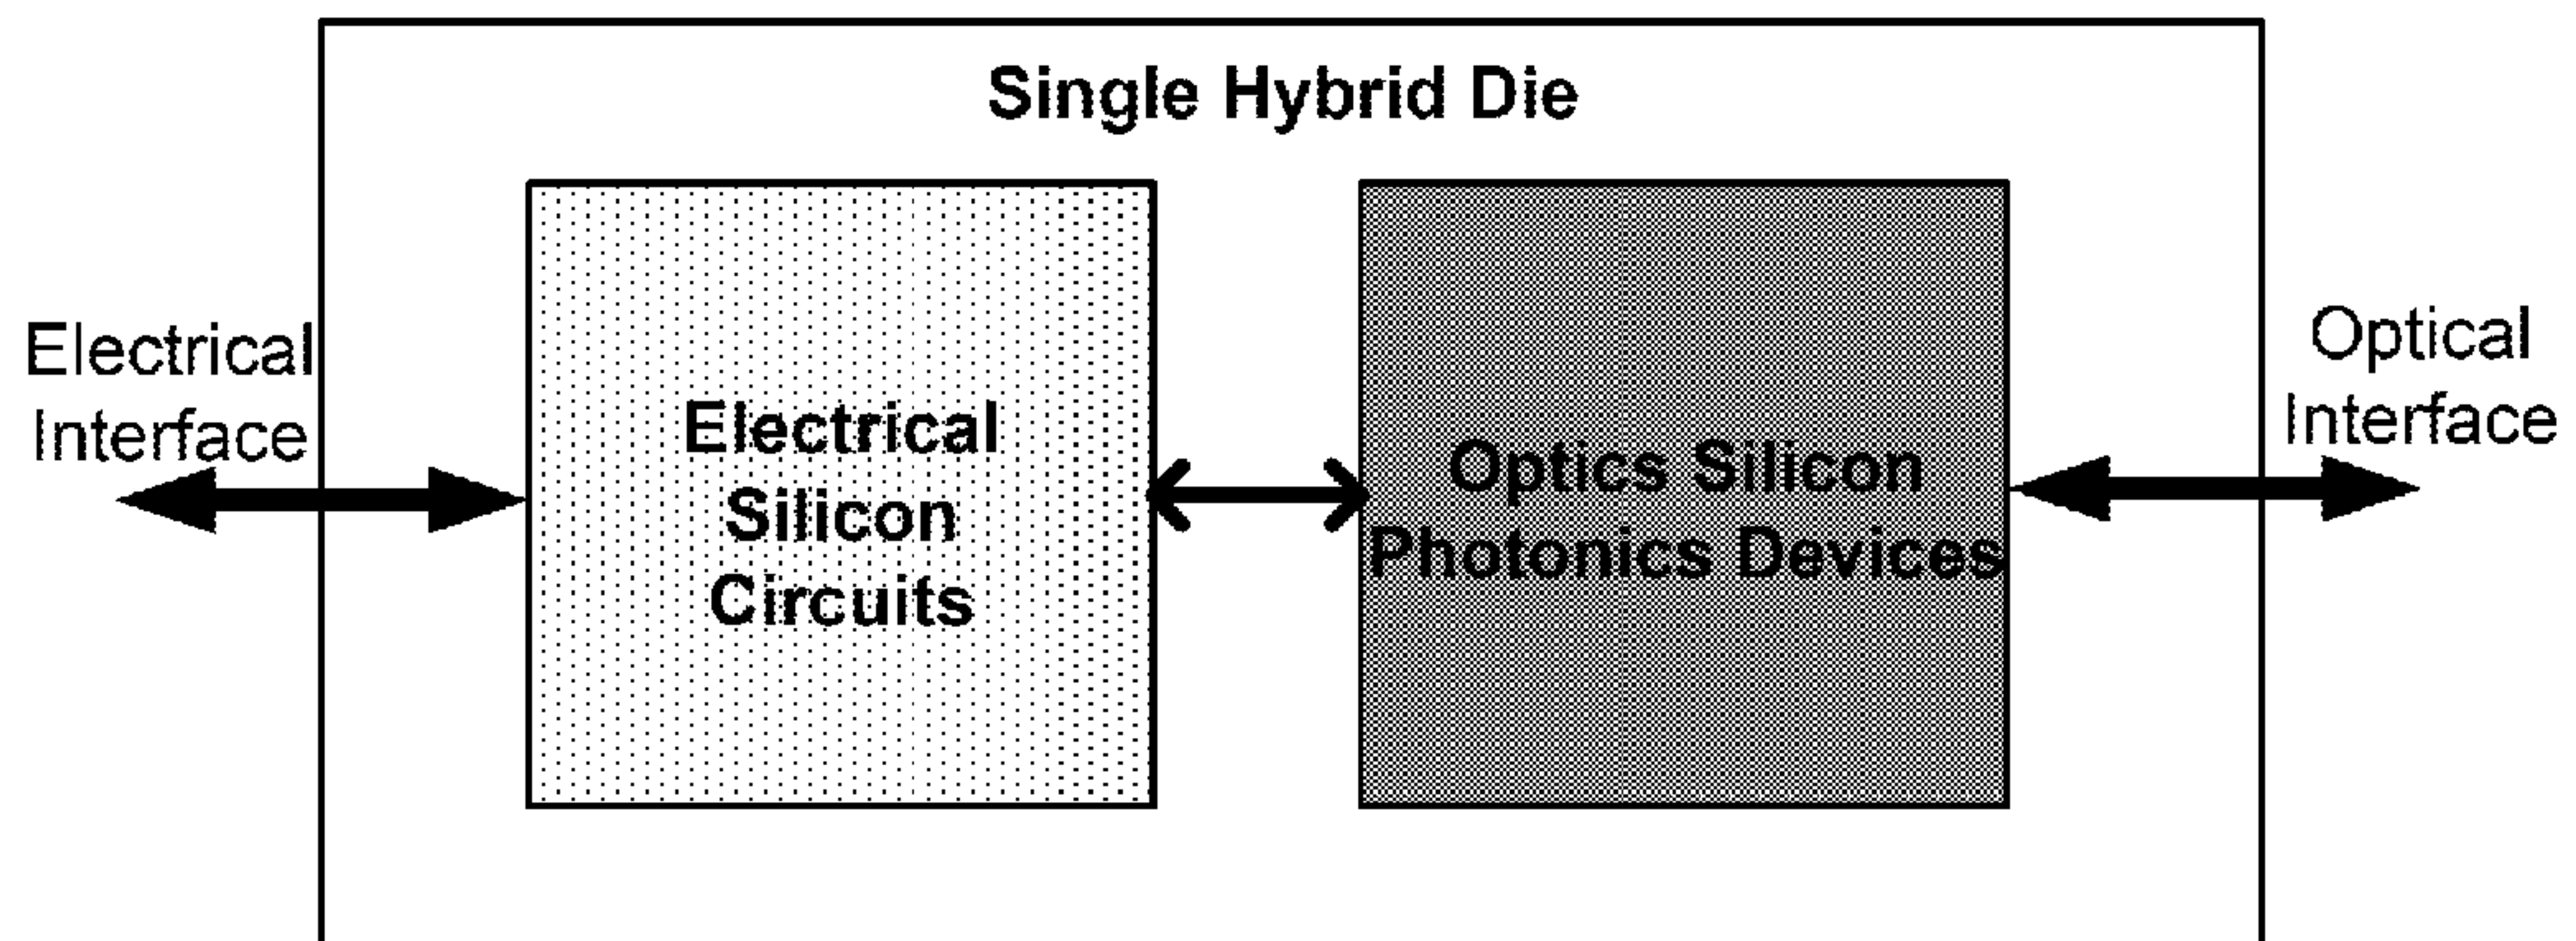 Single Hybrid Die
Electrical
Interface
Electrical
Silicon
Circuits
Optics Silicon
Photonics Devices
Optical
Interface